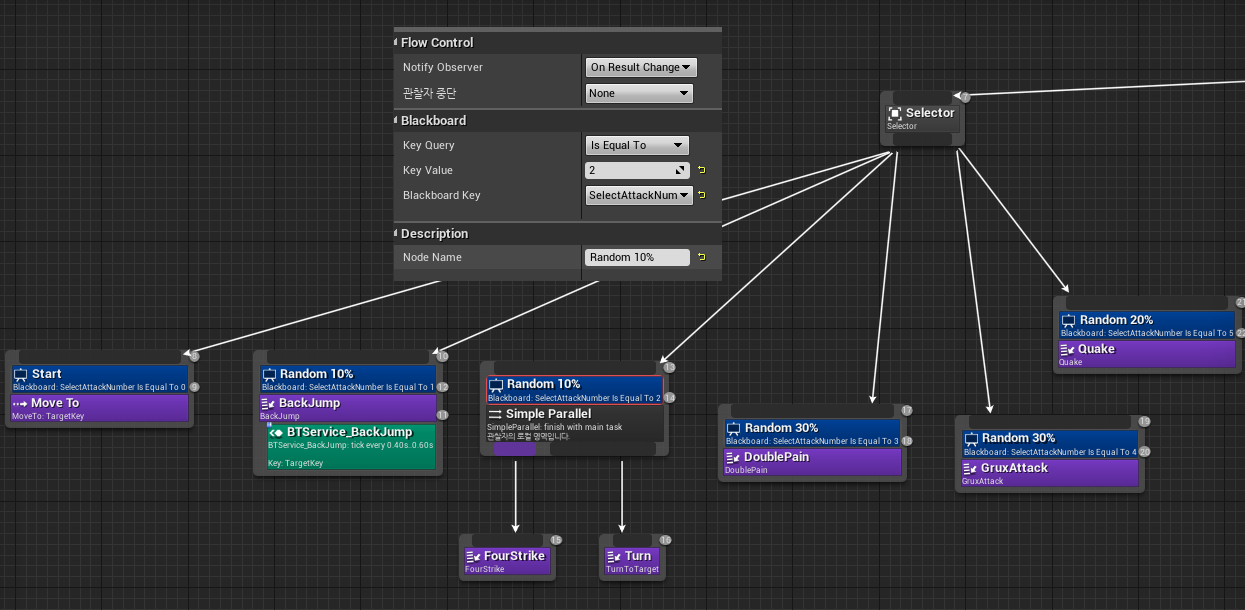 Flow Control
Notify Observer
On Result Change
관찰자 중단
None
Blackboard
Key Query
Is Equal To
Key Value
2
Blackboard Key
SelectAttackNum
Description
Node Name
Random 10%
7
Selector
Selector
8
Start
Blackboard: SelectAttackNumber Is Equal To 0
9
Move To
MoveTo: TargetKey
10
Random 10%
Blackboard: SelectAttackNumber Is Equal To 1
12
BackJump
BackJump
11
BTService_BackJump
BTService_BackJump: tick every 0.40s..0.60s
Key: TargetKey
13
Random 10%
Blackboard: SelectAttackNumber Is Equal To 2
14
Simple Parallel
SimpleParallel: finish with main task
관찰자의 로컬 영역입니다.
15
FourStrike
FourStrike
16
Turn
TurnToTarget
17
Random 30%
Blackboard: SelectAttackNumber Is Equal To 3
18
DoublePain
DoublePain
19
Random 30%
Blackboard: SelectAttackNumber Is Equal To 4
20
GruxAttack
GruxAttack
21
Random 20%
Blackboard: SelectAttackNumber Is Equal To 5
22
Quake
Quake